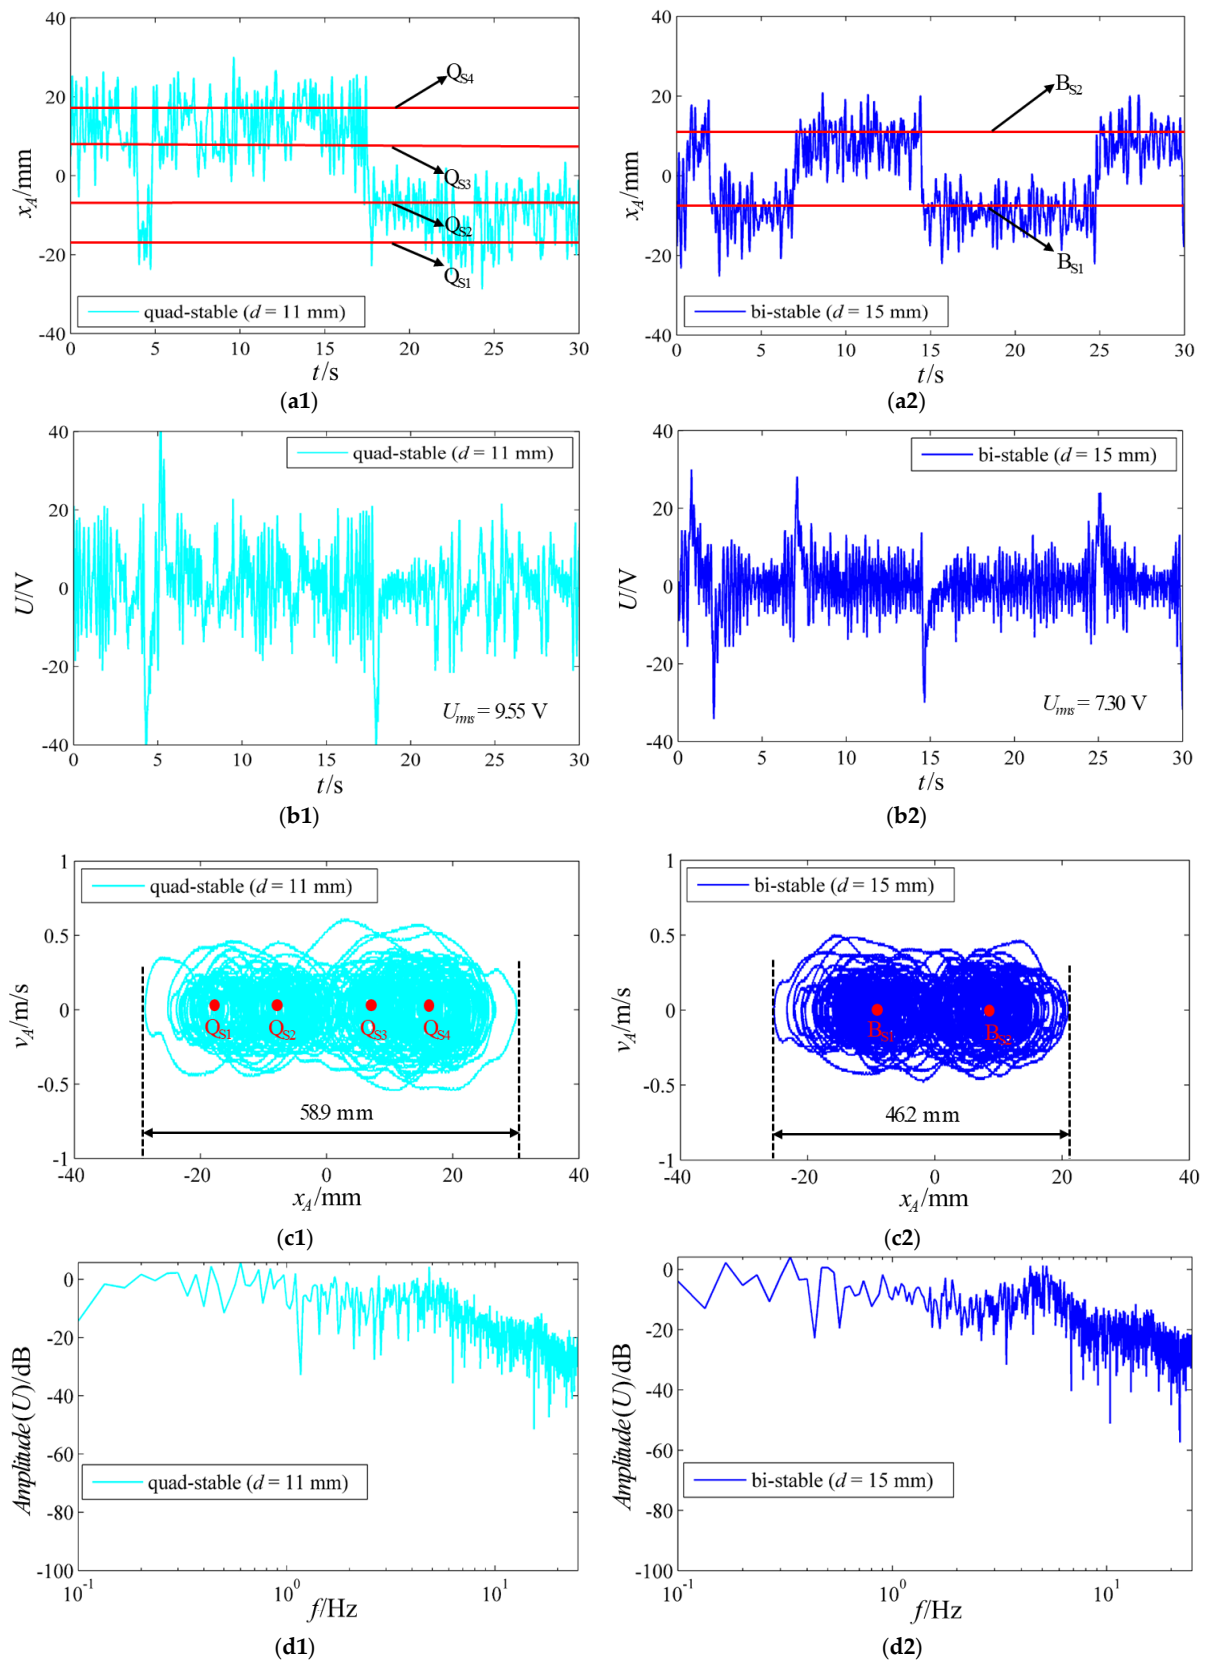 40
20
0
-20
-40
x_A/mm
Q_S4
Q_S3
Q_S2
Q_S1
quad-stable (d = 11 mm)
0 5 10 15 20 25 30
t/s
(a1)
40
20
0
-20
-40
x_A/mm
B_S2
B_S1
bi-stable (d = 15 mm)
0 5 10 15 20 25 30
t/s
(a2)
40
20
0
-20
-40
U/V
quad-stable (d = 11 mm)
U_rms = 9.55 V
0 5 10 15 20 25 30
t/s
(b1)
40
20
0
-20
-40
U/V
bi-stable (d = 15 mm)
U_rms = 7.30 V
0 5 10 15 20 25 30
t/s
(b2)
1
0.5
0
-0.5
-1
v_A/m/s
quad-stable (d = 11 mm)
Q_S1 Q_S2 Q_S3 Q_S4
58.9 mm
-40 -20 0 20 40
x_A/mm
(c1)
1
0.5
0
-0.5
-1
v_A/m/s
bi-stable (d = 15 mm)
B_S1 B_S2
46.2 mm
-40 -20 0 20 40
x_A/mm
(c2)
0
-20
-40
-60
-80
-100
Amplitude(U)/dB
quad-stable (d = 11 mm)
10^-1 10^0 10^1
f/Hz
(d1)
0
-20
-40
-60
-80
-100
Amplitude(U)/dB
bi-stable (d = 15 mm)
10^-1 10^0 10^1
f/Hz
(d2)